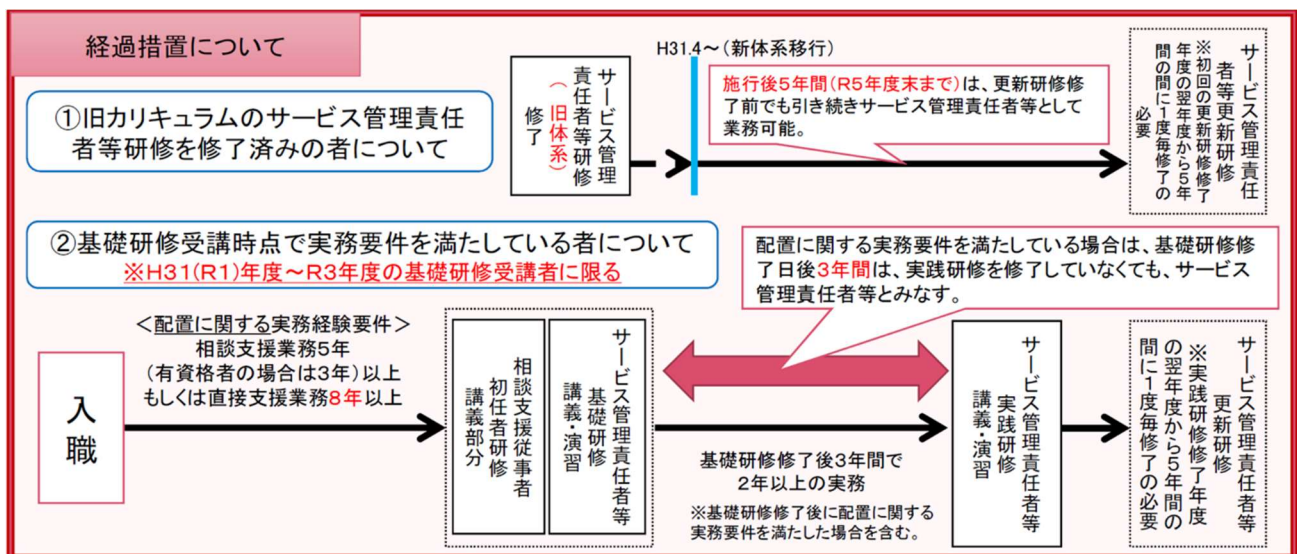 経過措置について
H31.4～(新体系移行)
①旧カリキュラムのサービス管理責任
者等研修を修了済みの者について
サービス管理
責任者等研修
（旧体系）
修了
施行後5年間(R5年度末まで)は、更新研修修
了前でも引き続きサービス管理責任者等として
業務可能。
サービス管理責任
者等更新研修
※初回の更新研修修了
年度の翌年度から５年
間の間に１度毎修了の
必要
②基礎研修受講時点で実務要件を満たしている者について
※H31(R1)年度～R3年度の基礎研修受講者に限る
配置に関する実務要件を満たしている場合は、基礎研修修
了日後3年間は、実践研修を修了していなくても、サービス
管理責任者等とみなす。
＜配置に関する実務経験要件＞
相談支援業務5年
(有資格者の場合は3年)以上
もしくは直接支援業務8年以上
入職
相談支援従事者
初任者研修
講義部分
サービス管理責任者等
基礎研修
講義・演習
基礎研修修了後3年間で
2年以上の実務
※基礎研修修了後に配置に関する
実務要件を満たした場合を含む。
サービス管理責任者等
実践研修
講義・演習
サービス管理責任者等
更新研修
※実践研修修了年度
の翌年度から５年間の
間に１度毎修了の必要